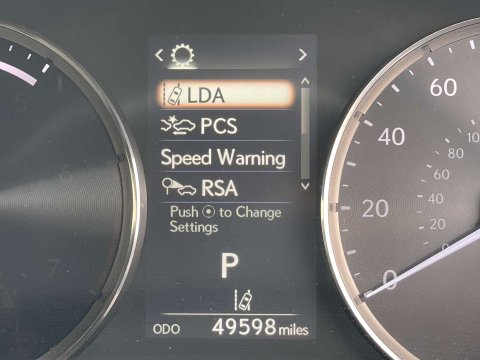 LDA
PCS
Speed Warning
RSA
Push ⦿ to Change
Settings
P
ODO 49598 miles
60
40
20
0
100
80
60
40
20